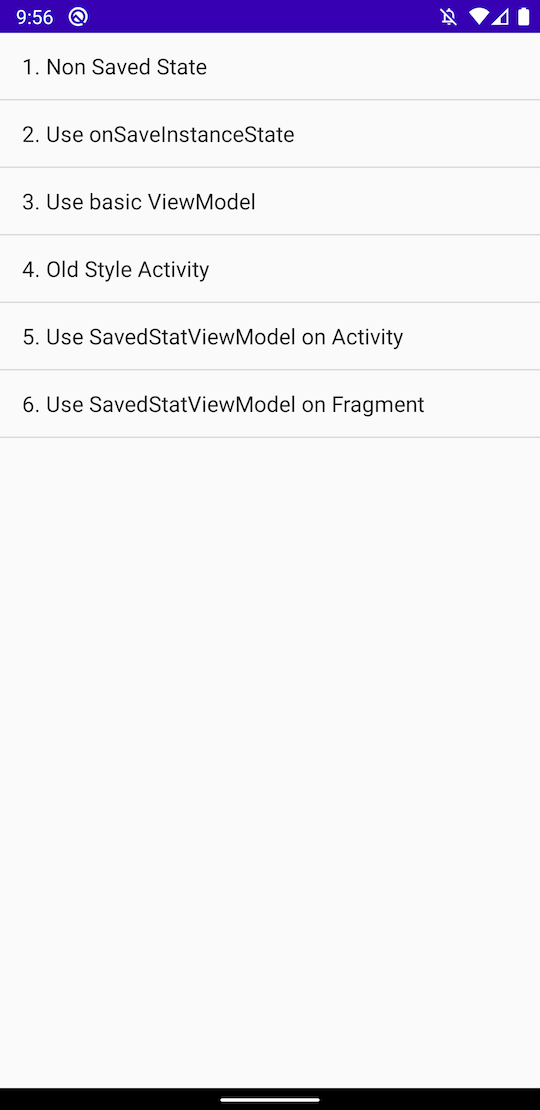 9:56
1. Non Saved State
2. Use onSaveInstanceState
3. Use basic ViewModel
4. Old Style Activity
5. Use SavedStatViewModel on Activity
6. Use SavedStatViewModel on Fragment